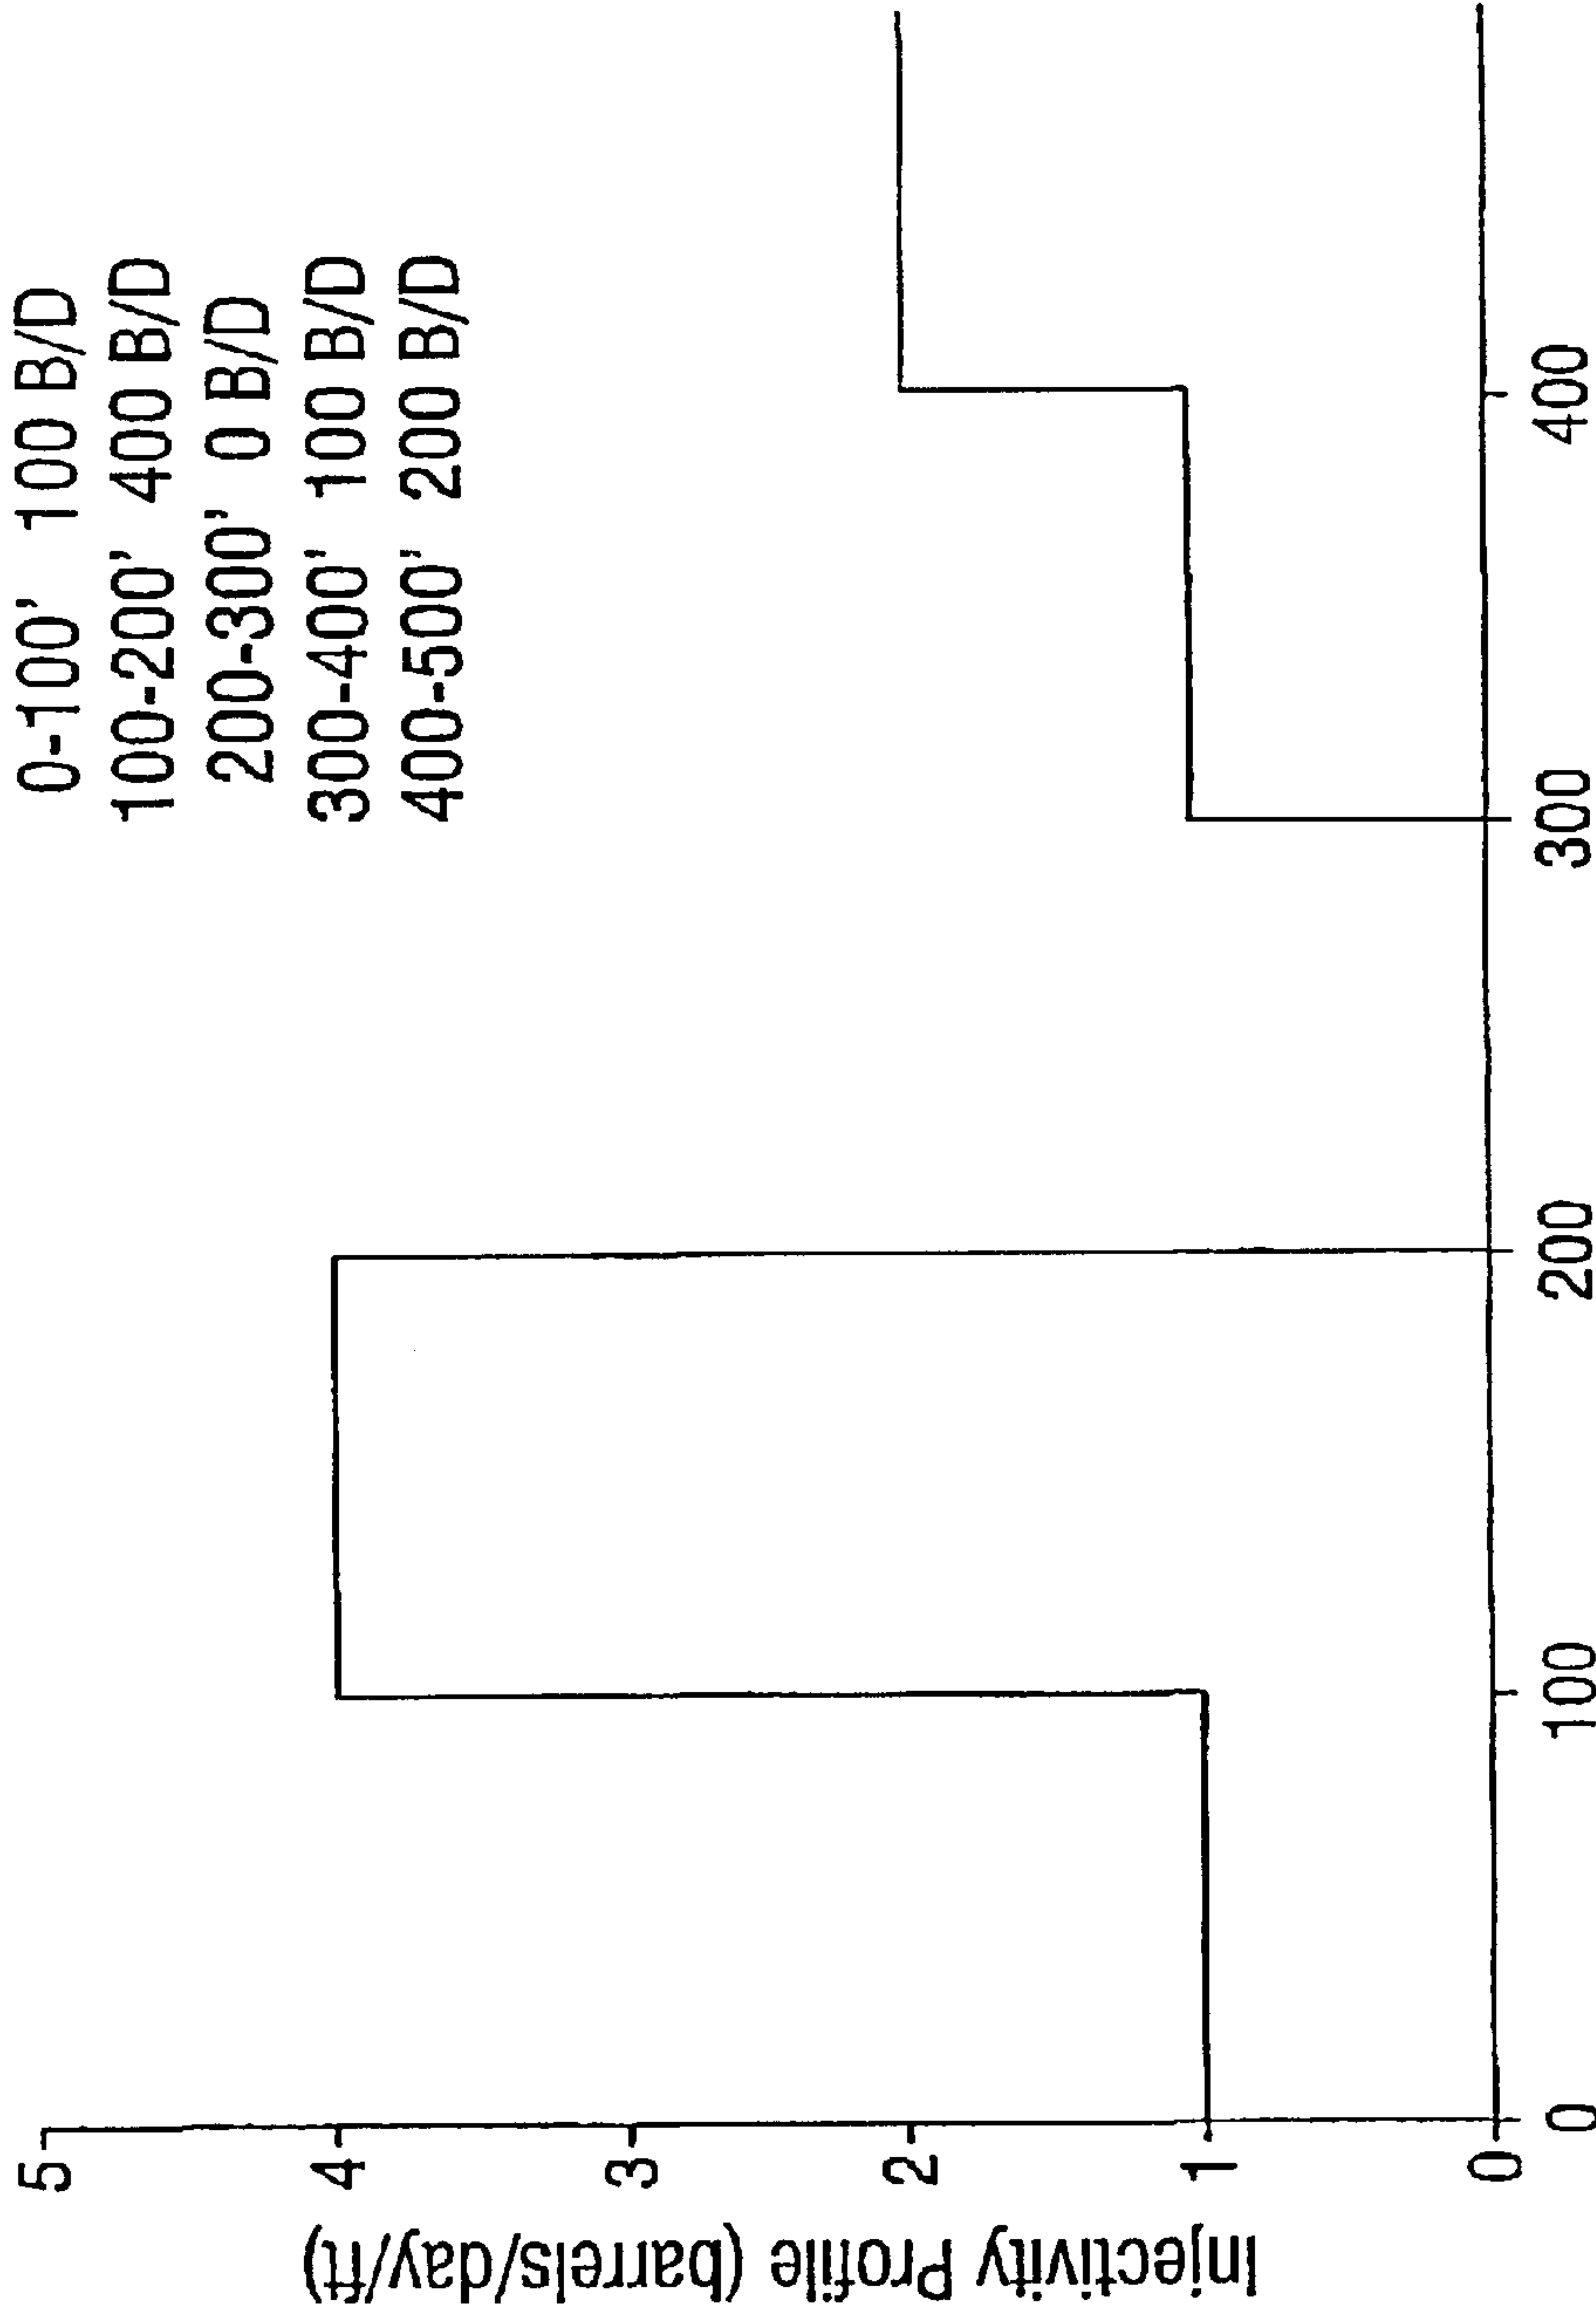 0-100' 100 B/D
100-200' 400 B/D
200-300' 0 B/D
300-400' 100 B/D
400-500' 200 B/D
Injectivity Profile (barrels/day/ft)
5
4
3
2
1
0
0 100 200 300 400